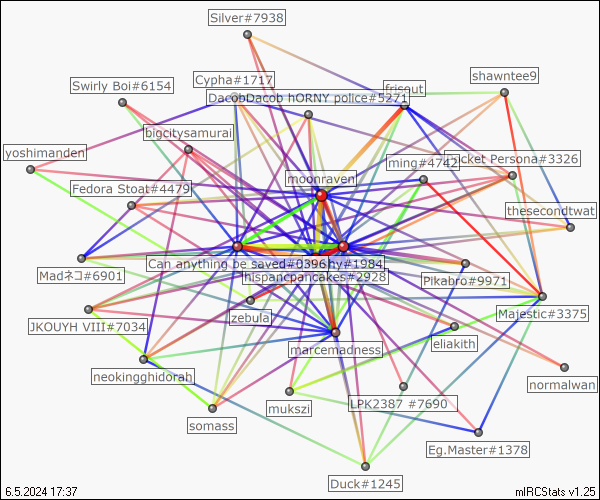 Silver#7938
Cypha#1717
Swirly Boi#6154
fricout
shawntee9
DacobDacob hORNY police#5271
bigcitysamurai
yoshimanden
ming#4742
icket Persona#3326
moonraven
Fedora Stoat#4479
thesecondtwat
Can anything be saved#0396
hy#1984
Madネコ#6901
hispancpancakes#2928
Pikabro#9971
zebula
Majestic#3375
JKOUYH VIII#7034
eliakith
marcemadness
neokingghidorah
normalwan
LPK2387 #7690
mukszi
somass
Eg.Master#1378
Duck#1245
6.5.2024 17:37
mIRCStats v1.25